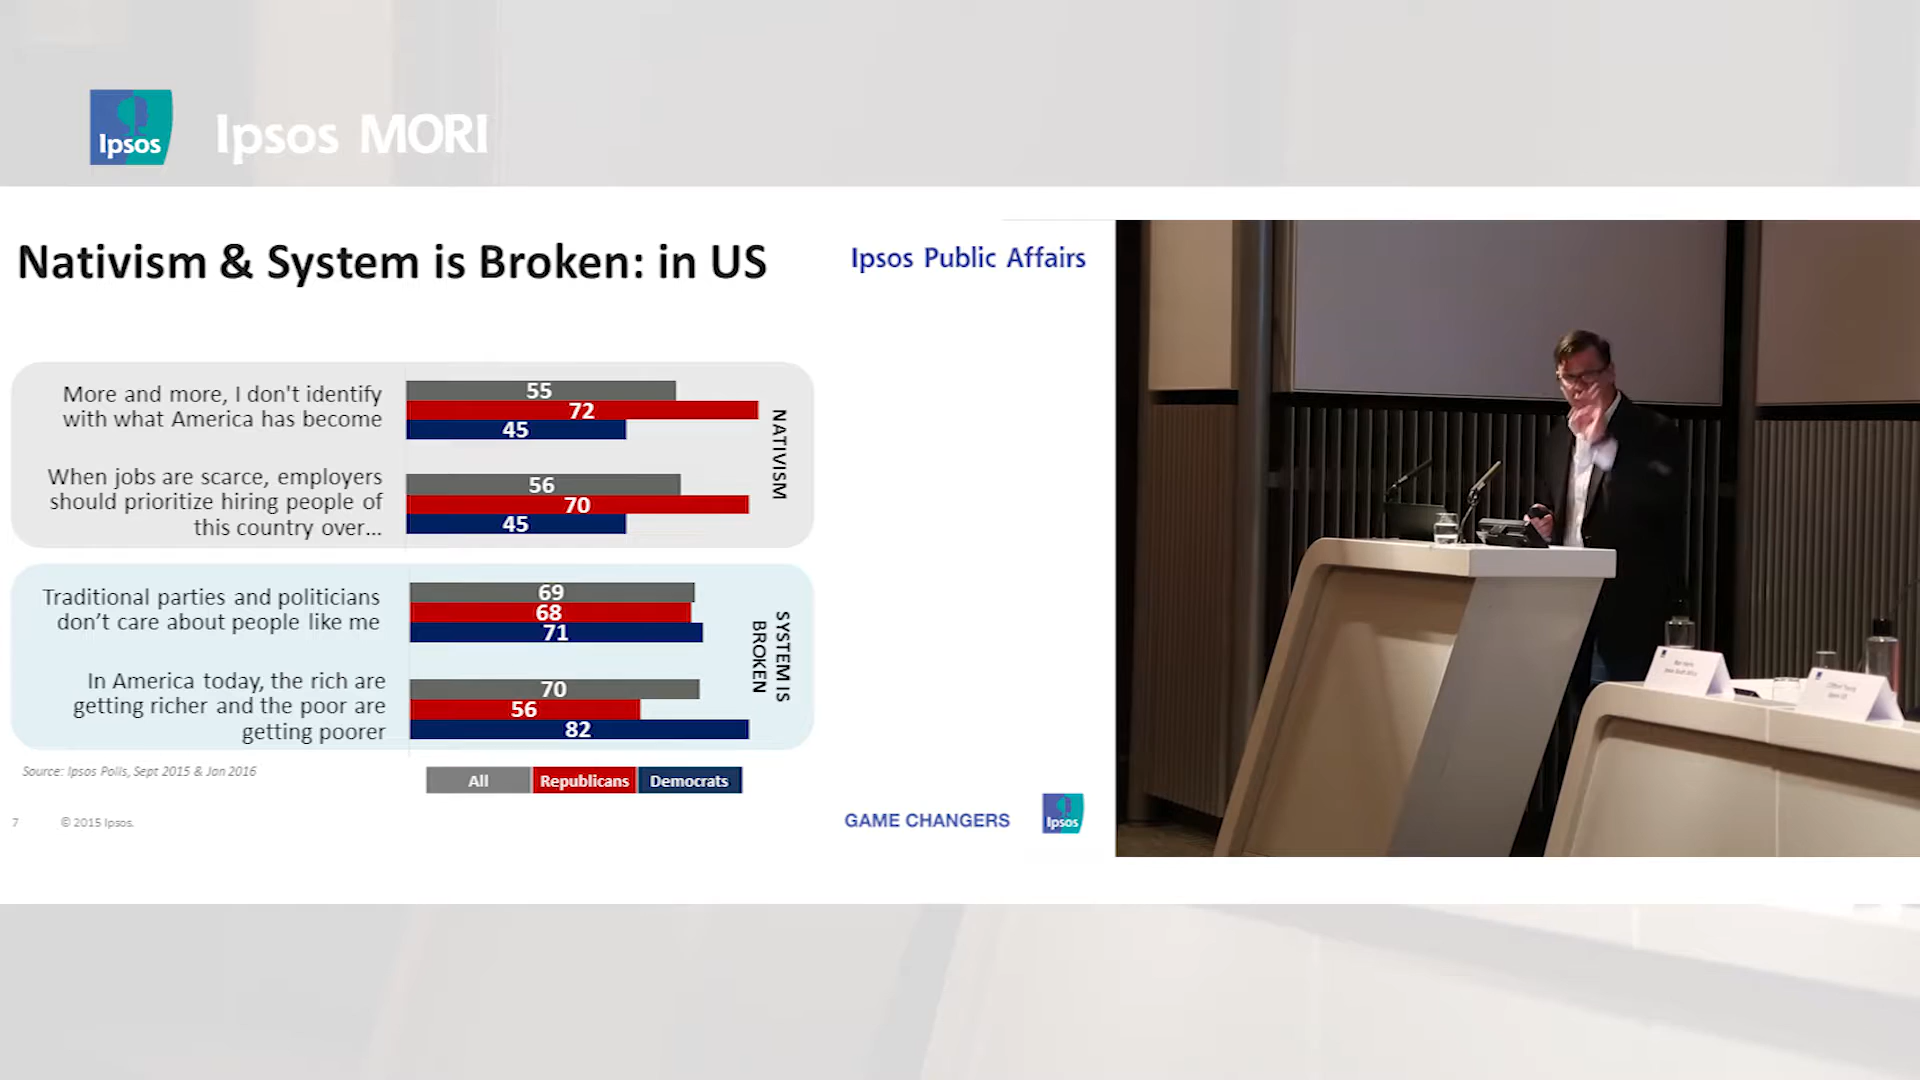 Ipsos
Ipsos MORI
Nativism & System is Broken: in US
Ipsos Public Affairs
More and more, I don't identify
with what America has become
55
72
45
When jobs are scarce, employers
should prioritize hiring people of
this country over...
56
70
45
NATIVISM
Traditional parties and politicians
don’t care about people like me
69
68
71
In America today, the rich are
getting richer and the poor are
getting poorer
70
56
82
SYSTEM IS
BROKEN
Source: Ipsos Polls, Sept 2015 & Jan 2016
All
Republicans
Democrats
7
© 2015 Ipsos.
GAME CHANGERS
Ipsos